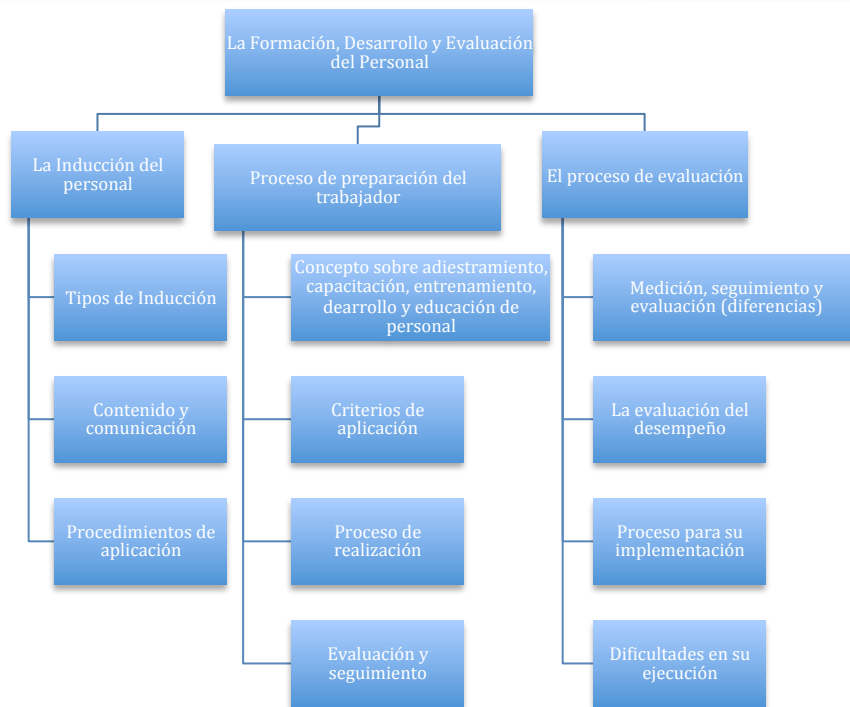 La Formación, Desarrollo y Evaluación
del Personal
La Inducción del
personal
Tipos de Inducción
Contenido y
comunicación
Procedimientos de
aplicación
Proceso de preparación del
trabajador
Concepto sobre adiestramiento,
capacitación, entrenamiento,
dearrollo y educación de
personal
Criterios de
aplicación
Proceso de
realización
Evaluación y
seguimiento
El proceso de evaluación
Medición, seguimiento y
evaluación (diferencias)
La evaluación del
desempeño
Proceso para su
implementación
Dificultades en su
ejecución